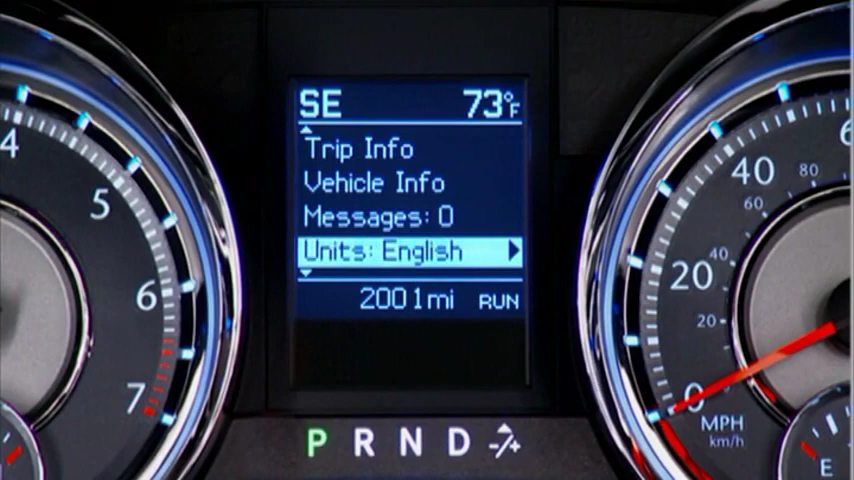 SE 73°F
Trip Info
Vehicle Info
Messages: 0
Units: English
2001mi RUN
P R N D -/+
4
5
6
7
0
20
40
6
20
40
60
80
MPH
km/h
E